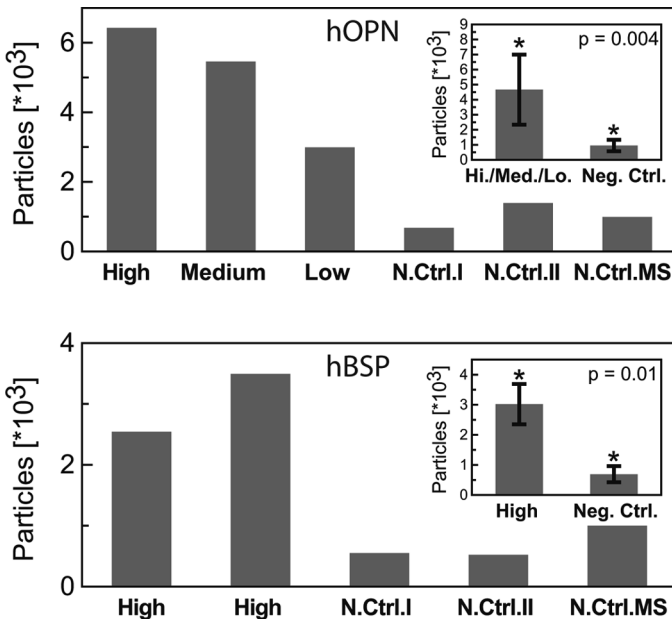 hOPN
Particles [*10³]
6
4
2
0
High Medium Low N.Ctrl.I N.Ctrl.II N.Ctrl.MS
p = 0.004
Particles [*10³]
9
8
7
6
5
4
3
2
1
0
* *
Hi./Med./Lo. Neg. Ctrl.
hBSP
Particles [*10³]
4
2
0
High High N.Ctrl.I N.Ctrl.II N.Ctrl.MS
p = 0.01
Particles [*10³]
4
3
2
1
0
* *
High Neg. Ctrl.